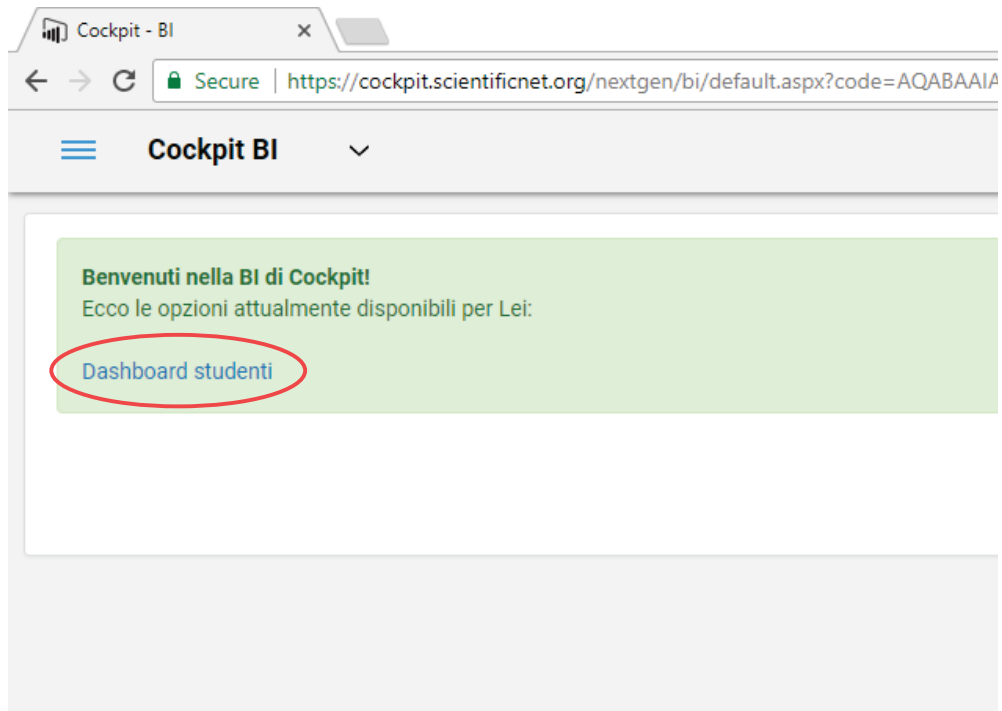 Cockpit - BI
Secure https://cockpit.scientificnet.org/nextgen/bi/default.aspx?code=AQABAAIA
Cockpit BI
Benvenuti nella BI di Cockpit!
Ecco le opzioni attualmente disponibili per Lei:
Dashboard studenti